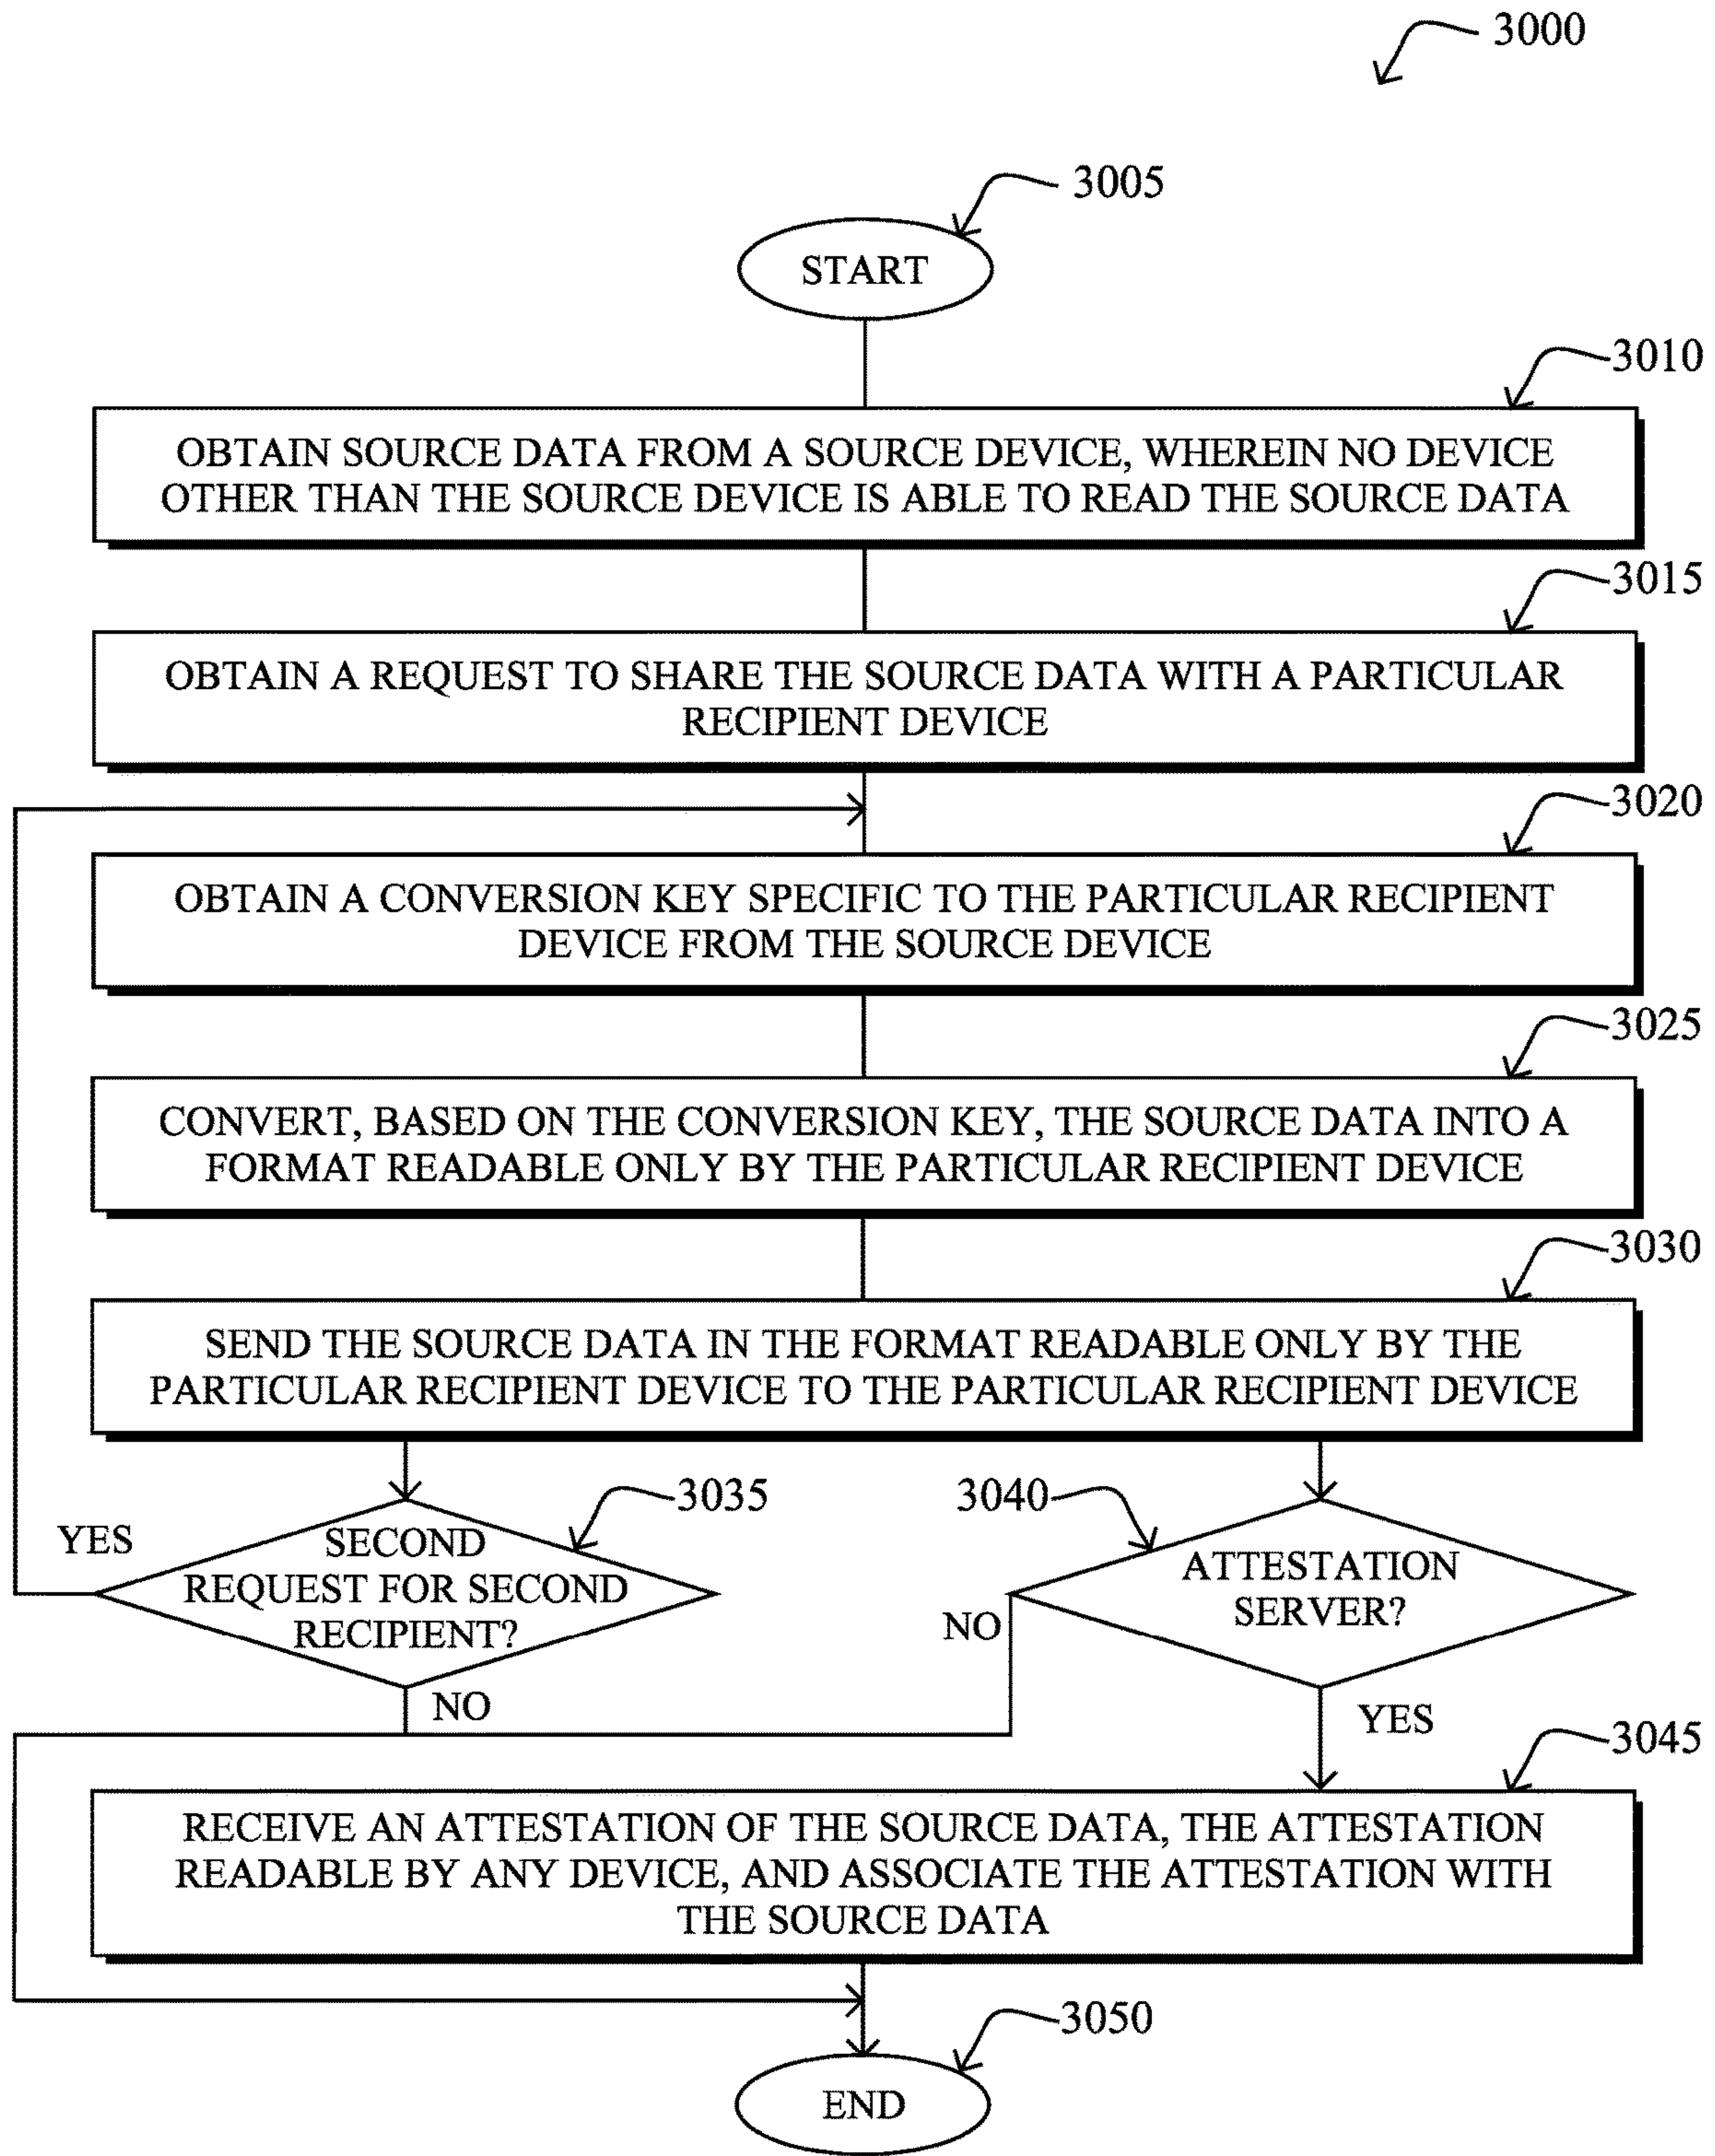 3000
3005
START
3010
OBTAIN SOURCE DATA FROM A SOURCE DEVICE, WHEREIN NO DEVICE
OTHER THAN THE SOURCE DEVICE IS ABLE TO READ THE SOURCE DATA
3015
OBTAIN A REQUEST TO SHARE THE SOURCE DATA WITH A PARTICULAR
RECIPIENT DEVICE
3020
OBTAIN A CONVERSION KEY SPECIFIC TO THE PARTICULAR RECIPIENT
DEVICE FROM THE SOURCE DEVICE
3025
CONVERT, BASED ON THE CONVERSION KEY, THE SOURCE DATA INTO A
FORMAT READABLE ONLY BY THE PARTICULAR RECIPIENT DEVICE
3030
SEND THE SOURCE DATA IN THE FORMAT READABLE ONLY BY THE
PARTICULAR RECIPIENT DEVICE TO THE PARTICULAR RECIPIENT DEVICE
3035
YES
SECOND
REQUEST FOR SECOND
RECIPIENT?
NO
3040
ATTESTATION
SERVER?
NO
YES
3045
RECEIVE AN ATTESTATION OF THE SOURCE DATA, THE ATTESTATION
READABLE BY ANY DEVICE, AND ASSOCIATE THE ATTESTATION WITH
THE SOURCE DATA
3050
END